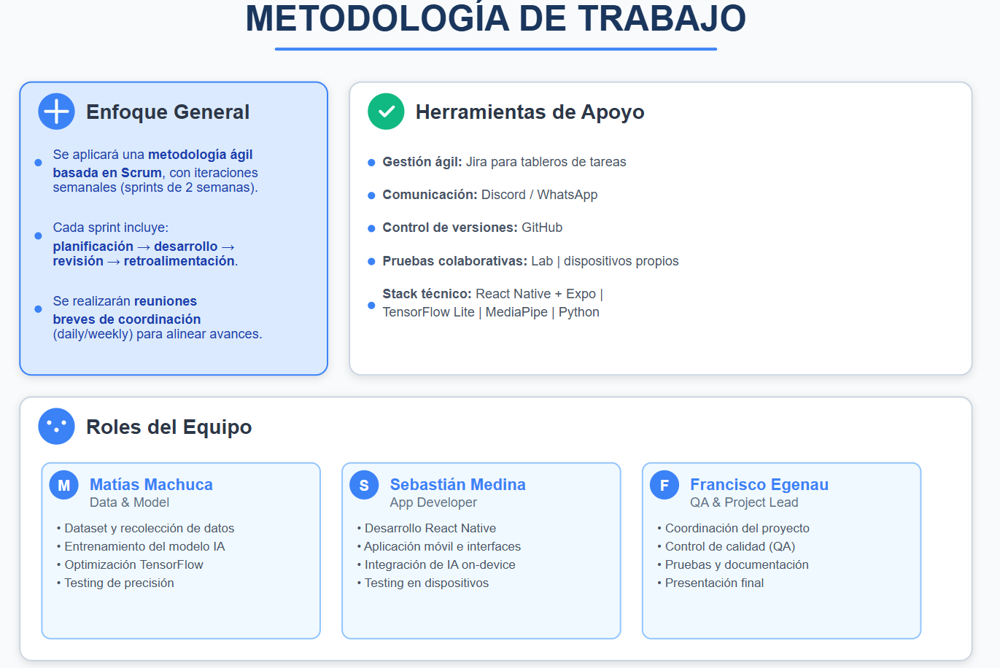 METODOLOGÍA DE TRABAJO
Enfoque General
Se aplicará una metodología ágil
basada en Scrum, con iteraciones
semanales (sprints de 2 semanas).
Cada sprint incluye:
planificación → desarrollo →
revisión → retroalimentación.
Se realizarán reuniones
breves de coordinación
(daily/weekly) para alinear avances.
Herramientas de Apoyo
Gestión ágil: Jira para tableros de tareas
Comunicación: Discord / WhatsApp
Control de versiones: GitHub
Pruebas colaborativas: Lab | dispositivos propios
Stack técnico: React Native + Expo |
TensorFlow Lite | MediaPipe | Python
Roles del Equipo
M
Matías Machuca
Data & Model
• Dataset y recolección de datos
• Entrenamiento del modelo IA
• Optimización TensorFlow
• Testing de precisión
S
Sebastián Medina
App Developer
• Desarrollo React Native
• Aplicación móvil e interfaces
• Integración de IA on-device
• Testing en dispositivos
F
Francisco Egenau
QA & Project Lead
• Coordinación del proyecto
• Control de calidad (QA)
• Pruebas y documentación
• Presentación final